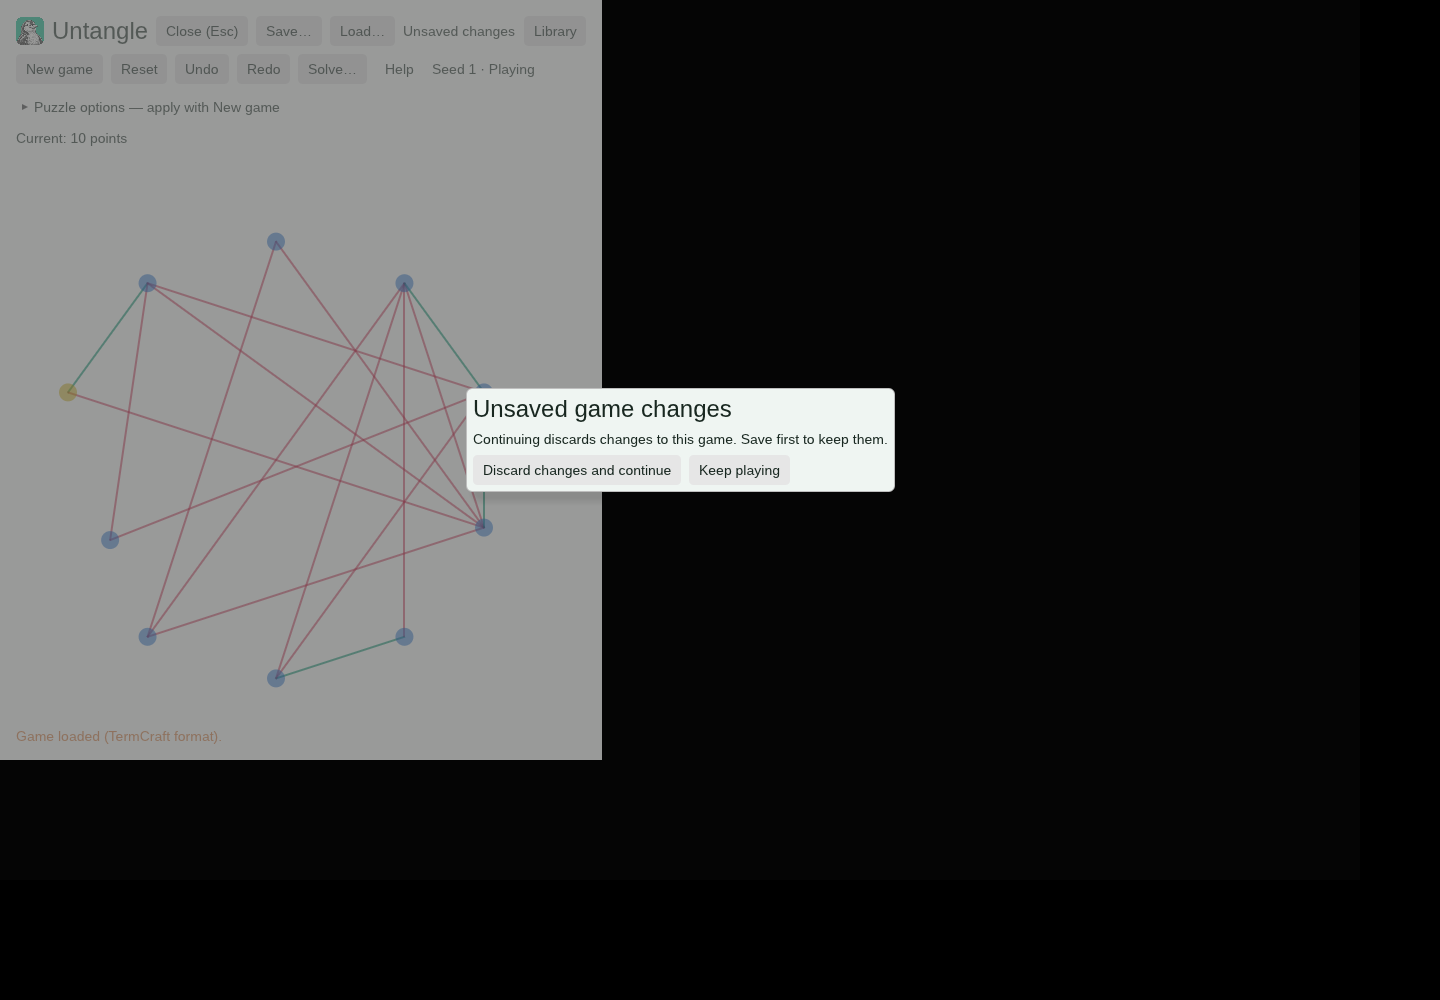 Untangle Close (Esc) Save… Load… Unsaved changes Library
New game Reset Undo Redo Solve… Help Seed 1 · Playing
▸ Puzzle options — apply with New game
Current: 10 points
Unsaved game changes
Continuing discards changes to this game. Save first to keep them.
Discard changes and continue Keep playing
Game loaded (TermCraft format).